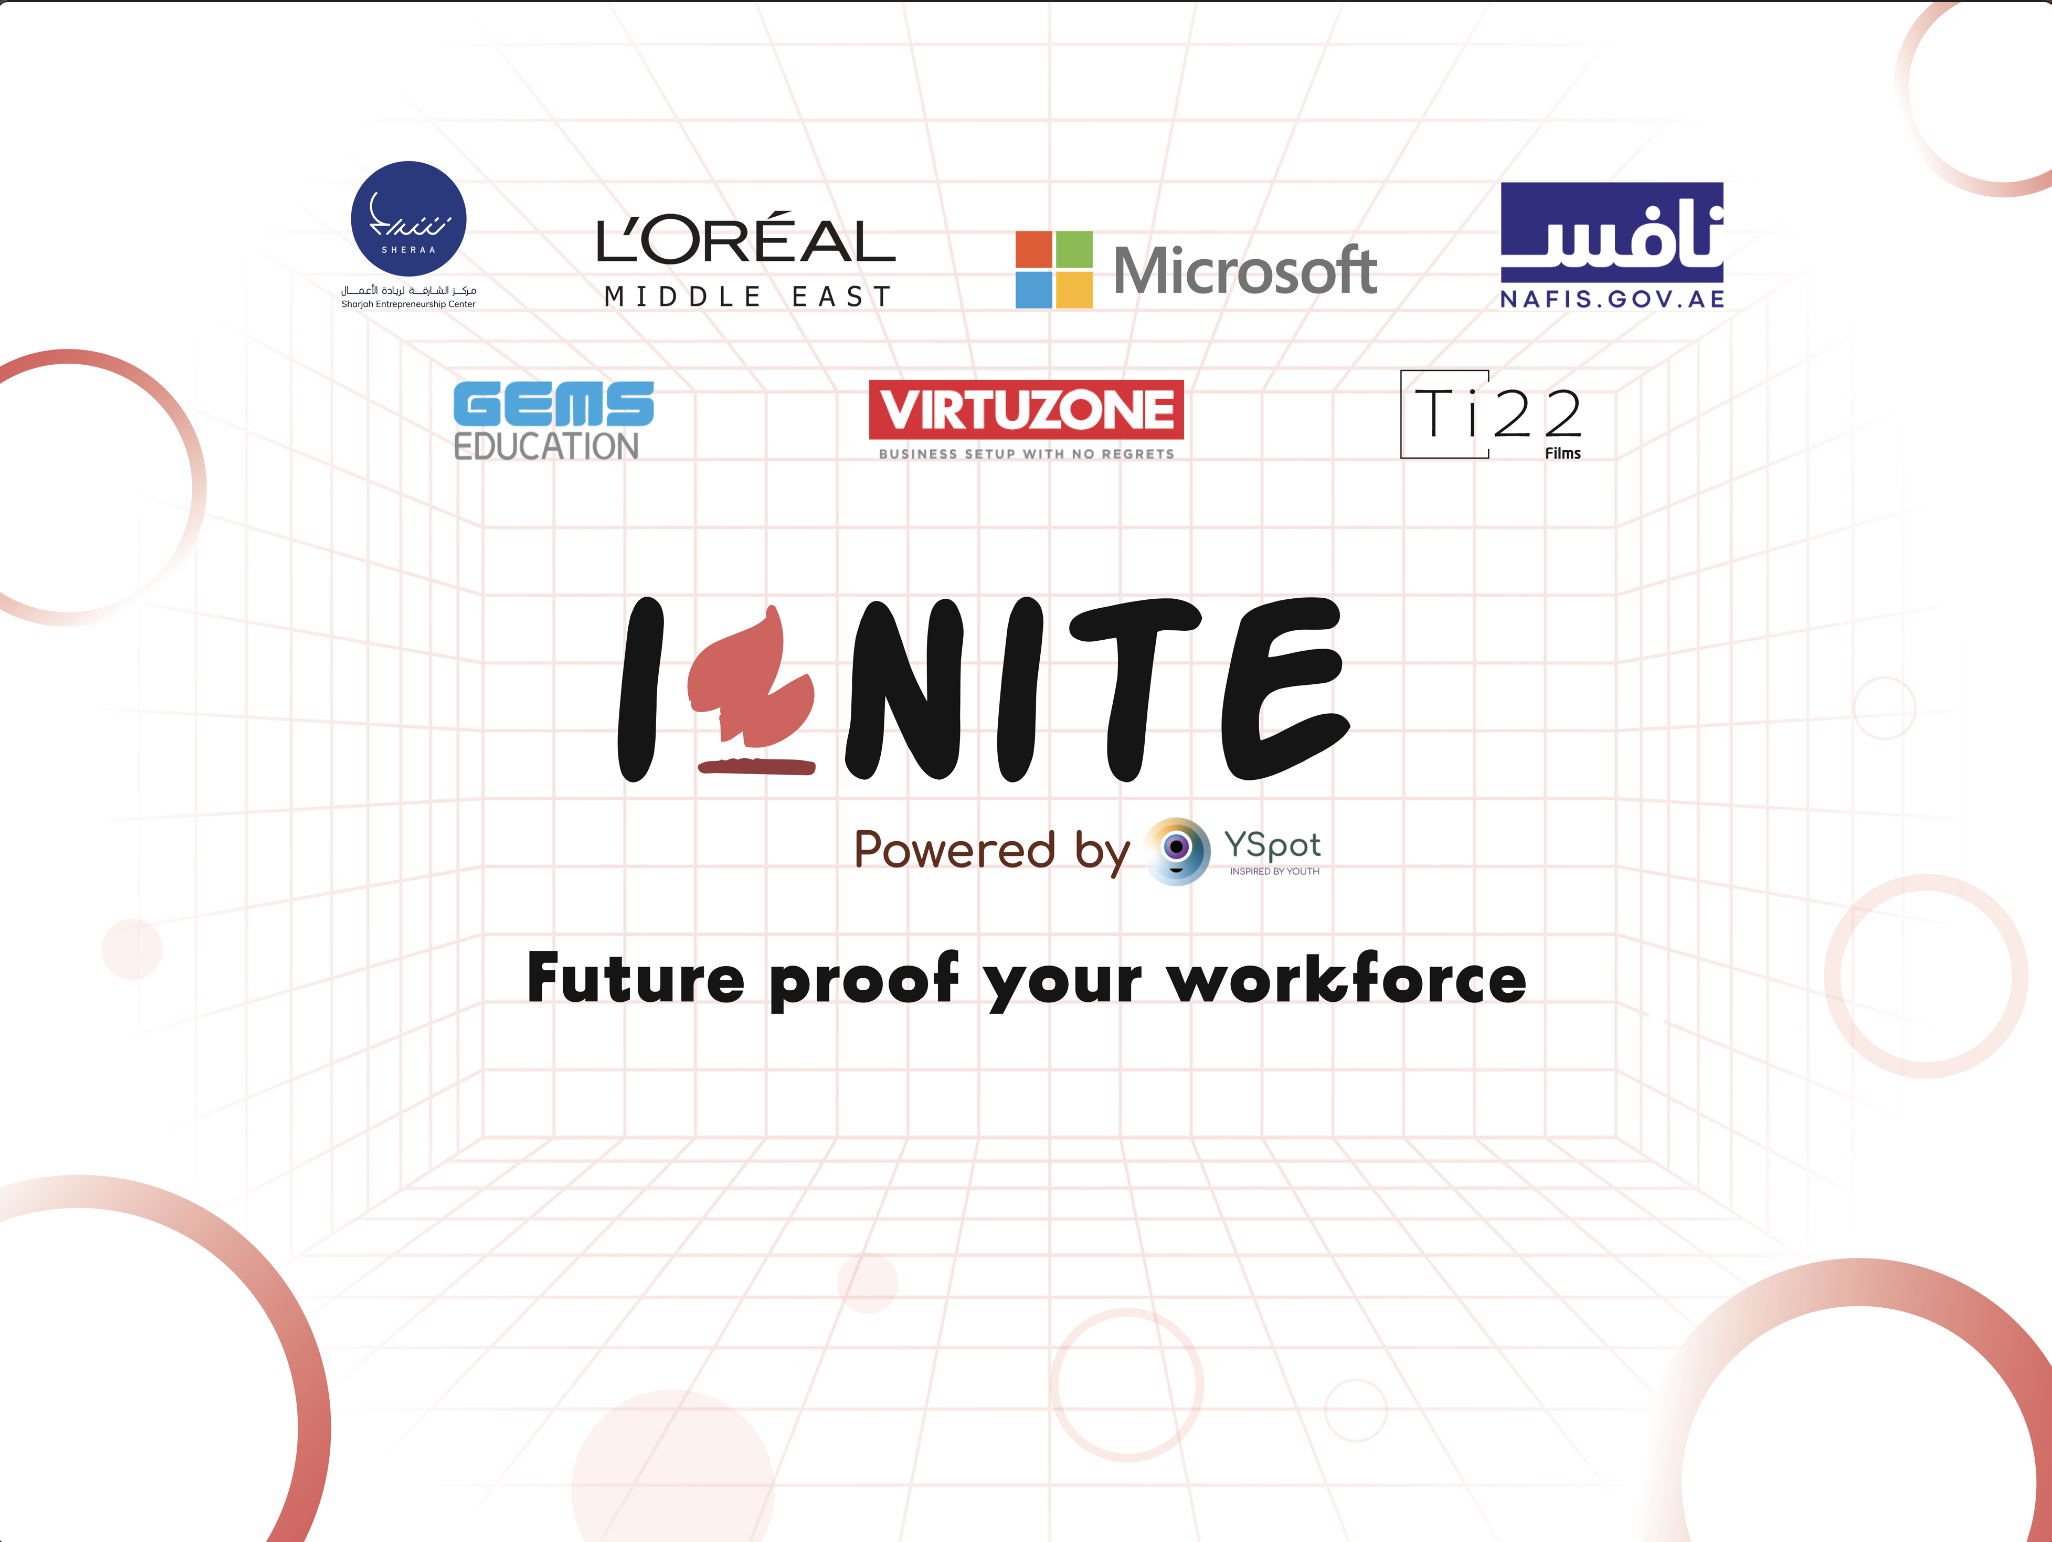 شراع
SHERAA
مركز الشارقة لريادة الأعمال
Sharjah Entrepreneurship Center
L'ORÉAL
MIDDLE EAST
Microsoft
نافس
NAFIS.GOV.AE
GEMS
EDUCATION
VIRTUZONE
BUSINESS SETUP WITH NO REGRETS
Ti22
Films
IGNITE
Powered by YSpot
INSPIRED BY YOUTH
Future proof your workforce